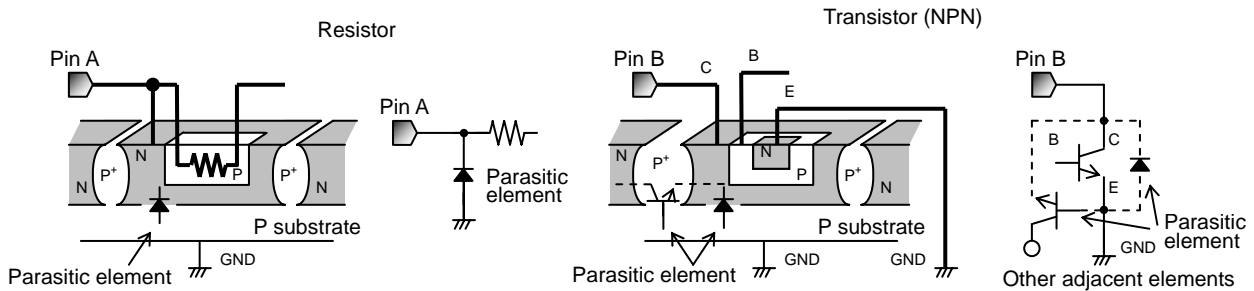 Resistor
Transistor (NPN)
Pin A
Pin A
N
N
P+
P
P+
N
Parasitic element
P substrate
GND
Parasitic
element
Pin B
C
B
E
N
P+
N
P
P+
N
P substrate
GND
GND
Parasitic element
Pin B
B
C
E
GND
Parasitic
element
Other adjacent elements